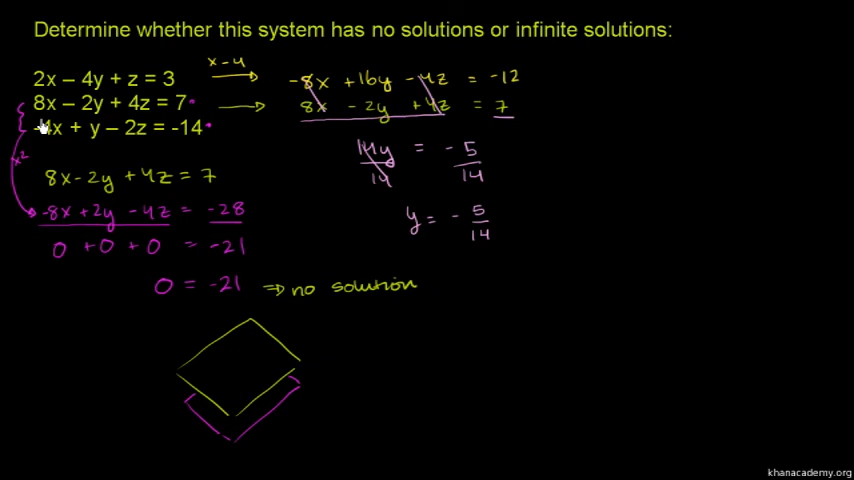 Determine whether this system has no solutions or infinite solutions:
2x – 4y + z = 3
8x – 2y + 4z = 7
-4x + y – 2z = -14
x -4
-8x +16y -4z = -12
8x - 2y +4z = 7
14y = - 5
14 14
y = - 5
14
x2
8x-2y +4z = 7
-8x +2y -4z = -28
0 +0 + 0 = -21
0 = -21 ⇒ no solution
khanacademy.org